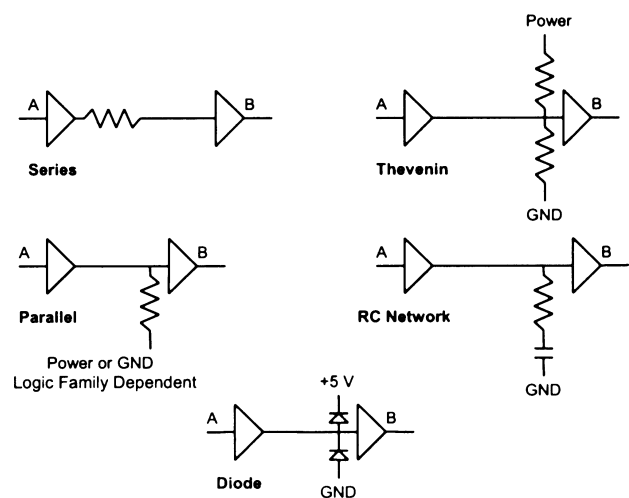 Power
A
B
Series
A
B
Thevenin
GND
A
B
Parallel
Power or GND
Logic Family Dependent
A
B
RC Network
GND
+5 V
A
B
Diode
GND